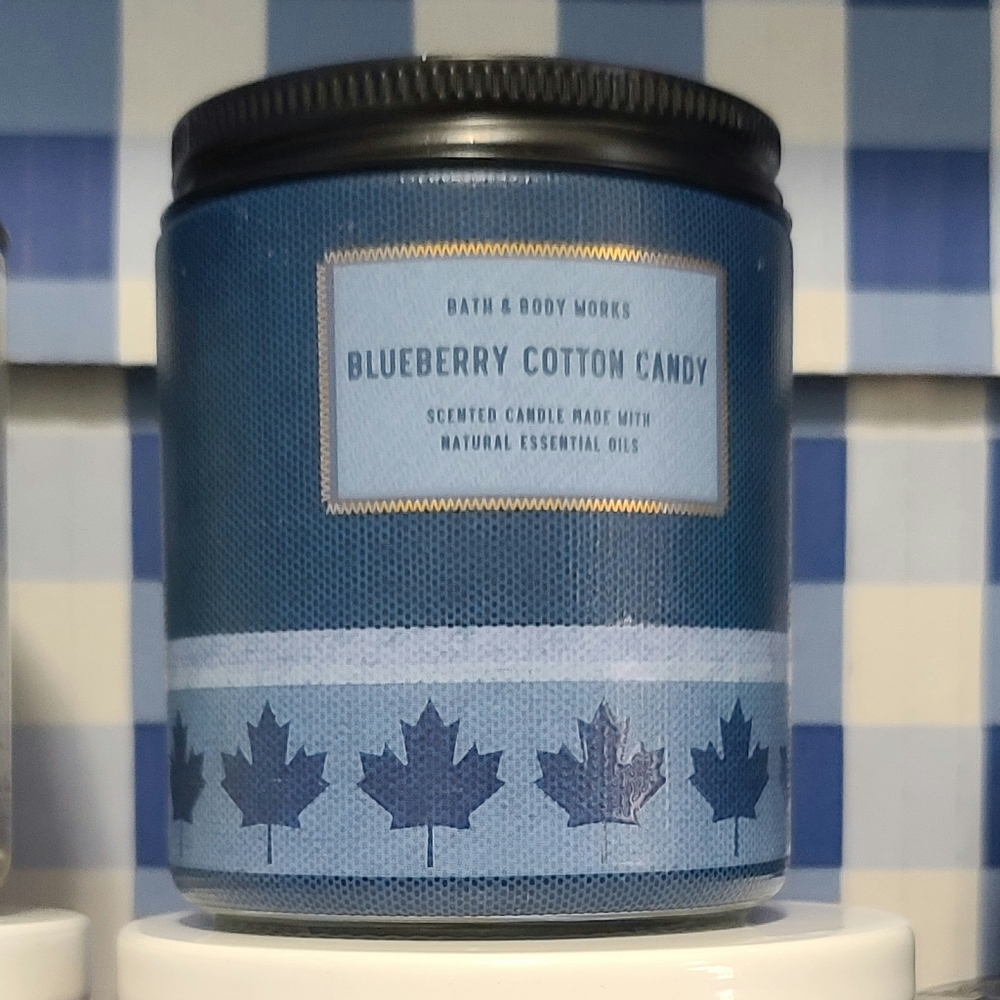 BATH & BODY WORKS
BLUEBERRY COTTON CANDY
SCENTED CANDLE MADE WITH
NATURAL ESSENTIAL OILS